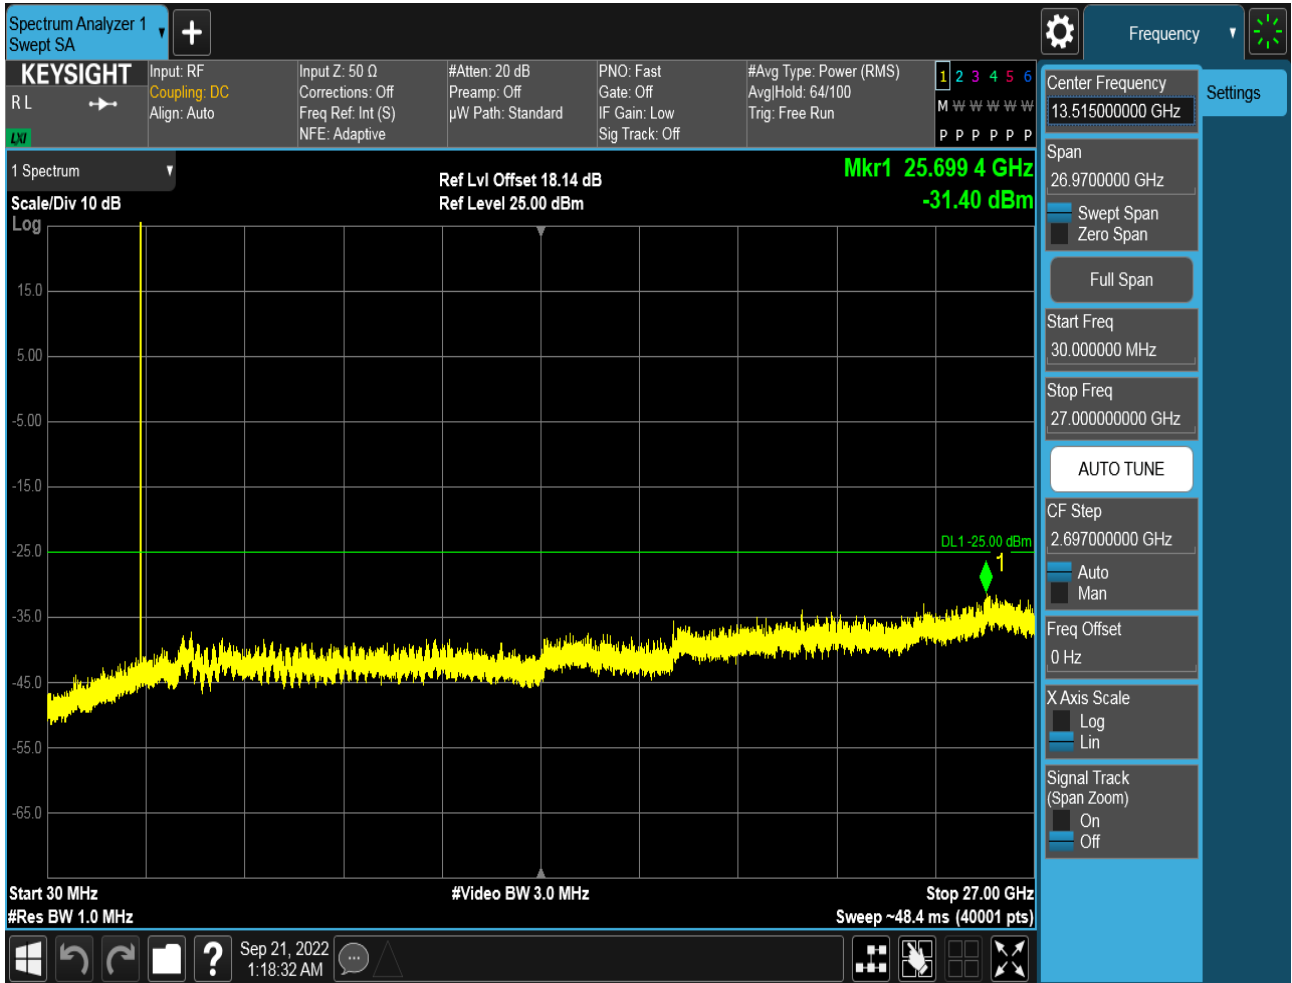 Spectrum Analyzer 1
Swept SA
Frequency
KEYSIGHT
R L
LXI
Input: RF
Coupling: DC
Align: Auto
Input Z: 50 Ω
Corrections: Off
Freq Ref: Int (S)
NFE: Adaptive
#Atten: 20 dB
Preamp: Off
µW Path: Standard
PNO: Fast
Gate: Off
IF Gain: Low
Sig Track: Off
#Avg Type: Power (RMS)
Avg|Hold: 64/100
Trig: Free Run
1 2 3 4 5 6
M W W W W W
P P P P P P
1 Spectrum
Scale/Div 10 dB
Log
Ref Lvl Offset 18.14 dB
Ref Level 25.00 dBm
Mkr1 25.699 4 GHz
-31.40 dBm
15.0
5.00
-5.00
-15.0
-25.0
-35.0
-45.0
-55.0
-65.0
DL1 -25.00 dBm
1
Start 30 MHz
#Res BW 1.0 MHz
#Video BW 3.0 MHz
Stop 27.00 GHz
Sweep ~48.4 ms (40001 pts)
Sep 21, 2022
1:18:32 AM
Center Frequency
13.515000000 GHz
Settings
Span
26.9700000 GHz
Swept Span
Zero Span
Full Span
Start Freq
30.000000 MHz
Stop Freq
27.000000000 GHz
AUTO TUNE
CF Step
2.697000000 GHz
Auto
Man
Freq Offset
0 Hz
X Axis Scale
Log
Lin
Signal Track
(Span Zoom)
On
Off